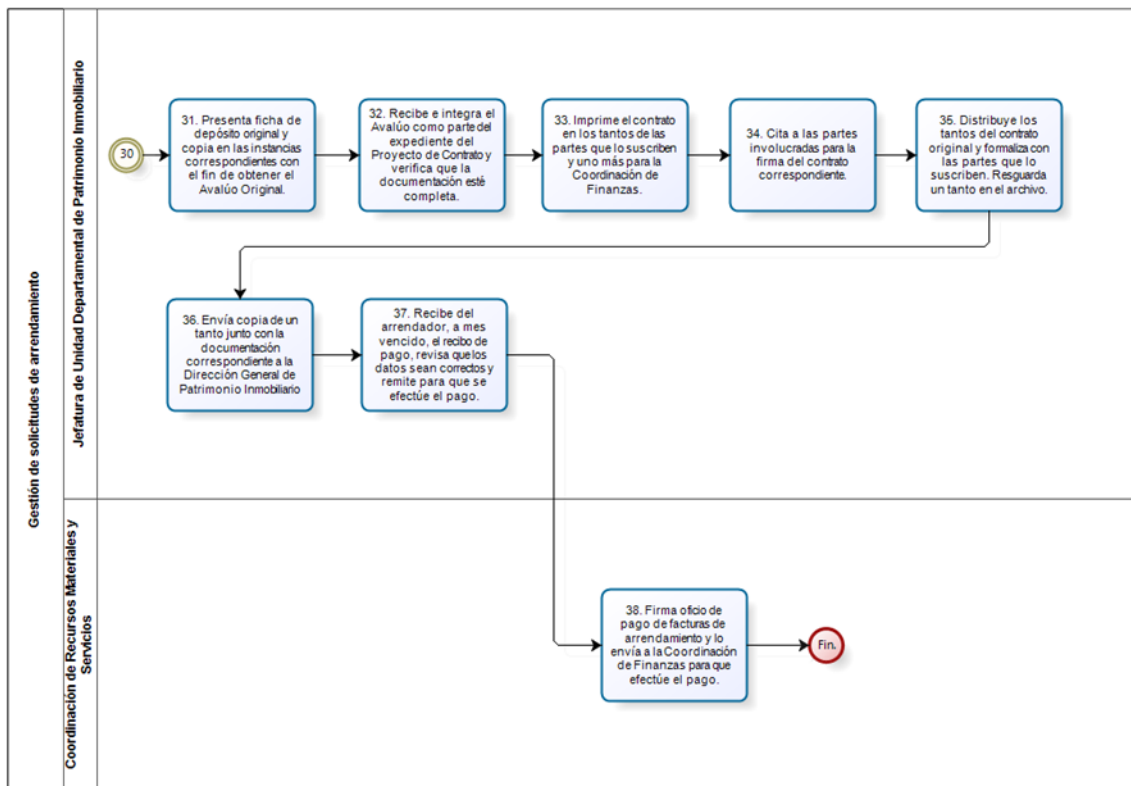 Gestión de solicitudes de arrendamiento
Jefatura de Unidad Departamental de Patrimonio Inmobiliario
30
31. Presenta ficha de
depósito original y
copia en las instancias
correspondientes con
el fin de obtener el
Avalúo Original.
32. Recibe e integra el
Avalúo como parte del
expediente del
Proyecto de Contrato y
verifica que la
documentación esté
completa.
33. Imprime el contrato
en los tantos de las
partes que lo suscriben
y uno más para la
Coordinación de
Finanzas.
34. Cita a las partes
involucradas para la
firma del contrato
correspondiente.
35. Distribuye los
tantos del contrato
original y formaliza con
las partes que lo
suscriben. Resguarda
un tanto en el archivo.
36. Envía copia de un
tanto junto con la
documentación
correspondiente a la
Dirección General de
Patrimonio Inmobiliario
37. Recibe del
arrendador, a mes
vencido, el recibo de
pago, revisa que los
datos sean correctos y
remite para que se
efectúe el pago.
Coordinación de Recursos Materiales y
Servicios
38. Firma oficio de
pago de facturas de
arrendamiento y lo
envía a la Coordinación
de Finanzas para que
efectúe el pago.
Fin.